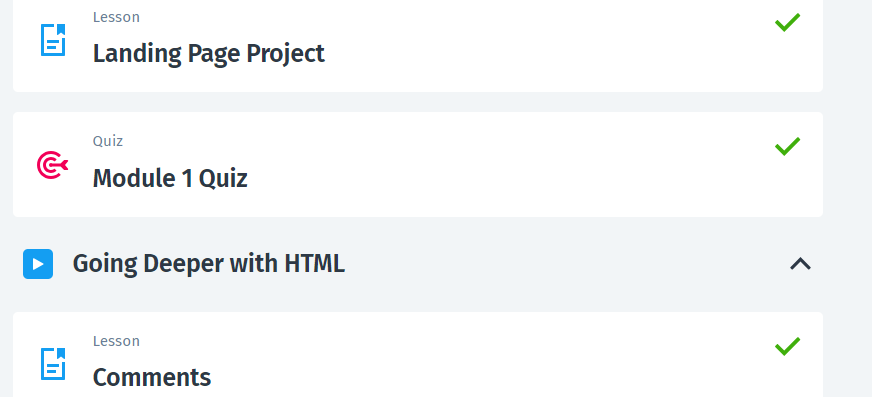 Lesson
Landing Page Project
Quiz
Module 1 Quiz
Going Deeper with HTML
Lesson
Comments